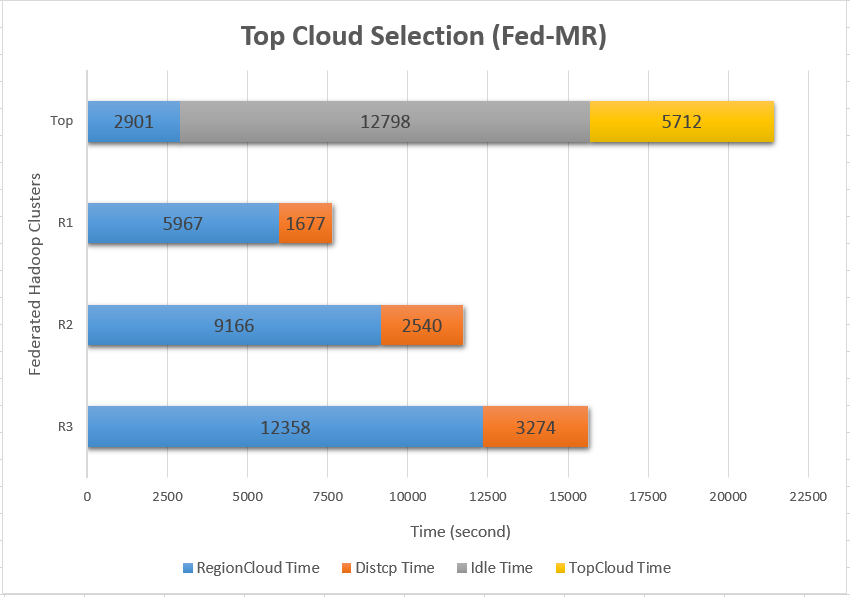 Top Cloud Selection (Fed-MR)
Top
2901 12798 5712
R1
5967 1677
R2
9166 2540
R3
12358 3274
Federated Hadoop Clusters
0 2500 5000 7500 10000 12500 15000 17500 20000 22500
Time (second)
RegionCloud Time Distcp Time Idle Time TopCloud Time